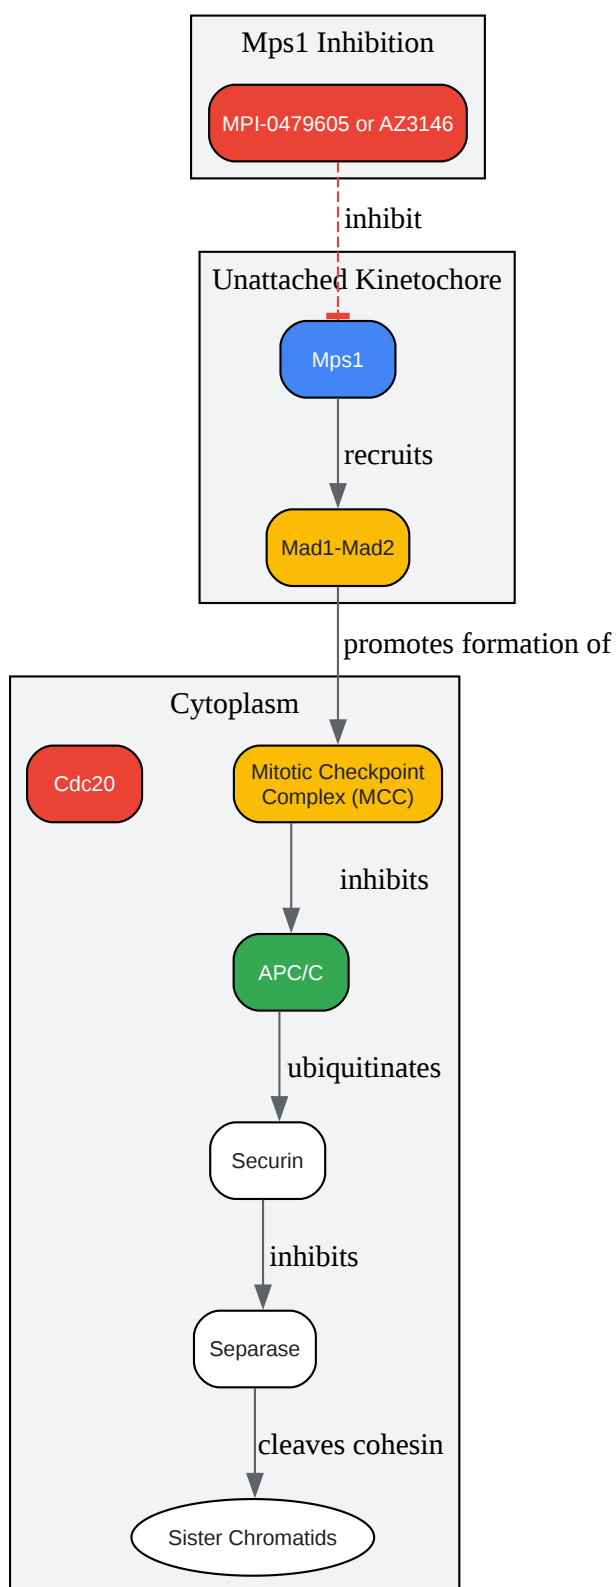 Mps1 Inhibition
MPI-0479605 or AZ3146
inhibit
Unattached Kinetochore
Mps1
recruits
Mad1-Mad2
promotes formation of
Cytoplasm
Cdc20
Mitotic Checkpoint
Complex (MCC)
inhibits
APC/C
ubiquitinates
Securin
inhibits
Separase
cleaves cohesin
Sister Chromatids